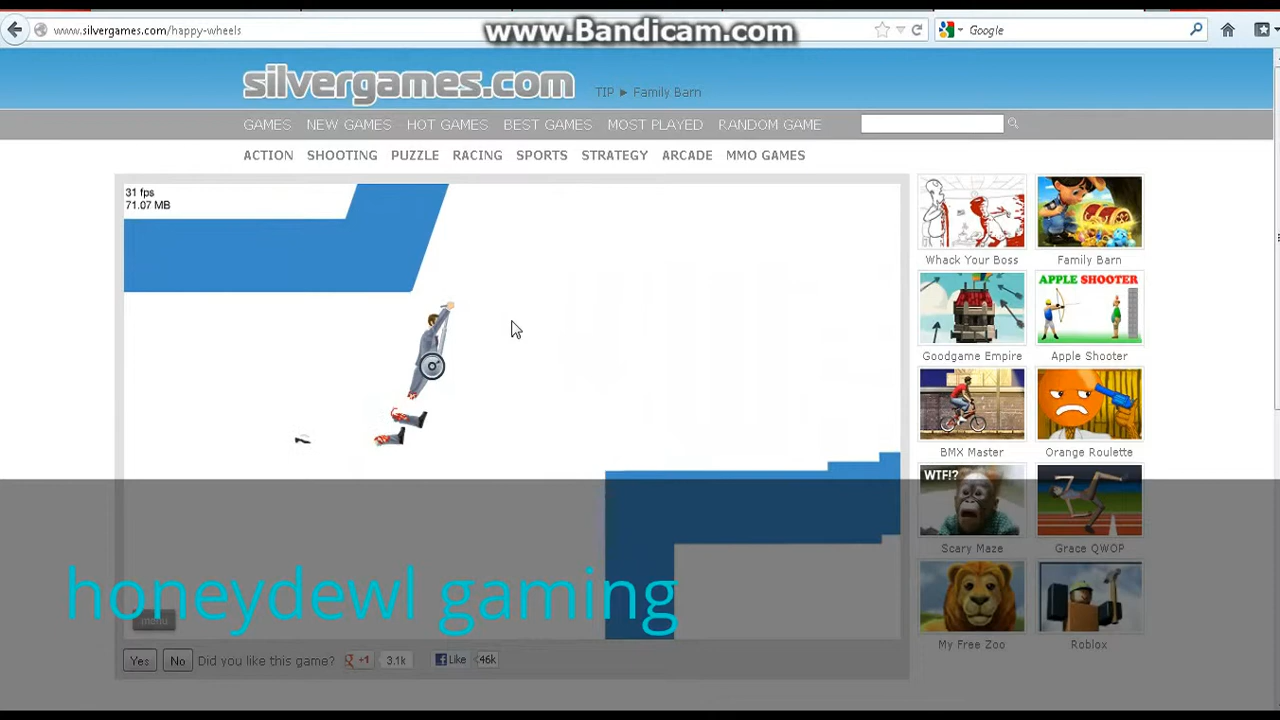 www.silvergames.com/happy-wheels
www.Bandicam.com
Google
silvergames.com
TIP ► Family Barn
GAMES NEW GAMES HOT GAMES BEST GAMES MOST PLAYED RANDOM GAME
ACTION SHOOTING PUZZLE RACING SPORTS STRATEGY ARCADE MMO GAMES
31 fps
71.07 MB
Whack Your Boss
Family Barn
APPLE SHOOTER
Goodgame Empire
Apple Shooter
BMX Master
Orange Roulette
WTF!?
Scary Maze
Grace QWOP
honeydewl gaming
menu
My Free Zoo
Roblox
Yes No Did you like this game? +1 3.1k Like 46k